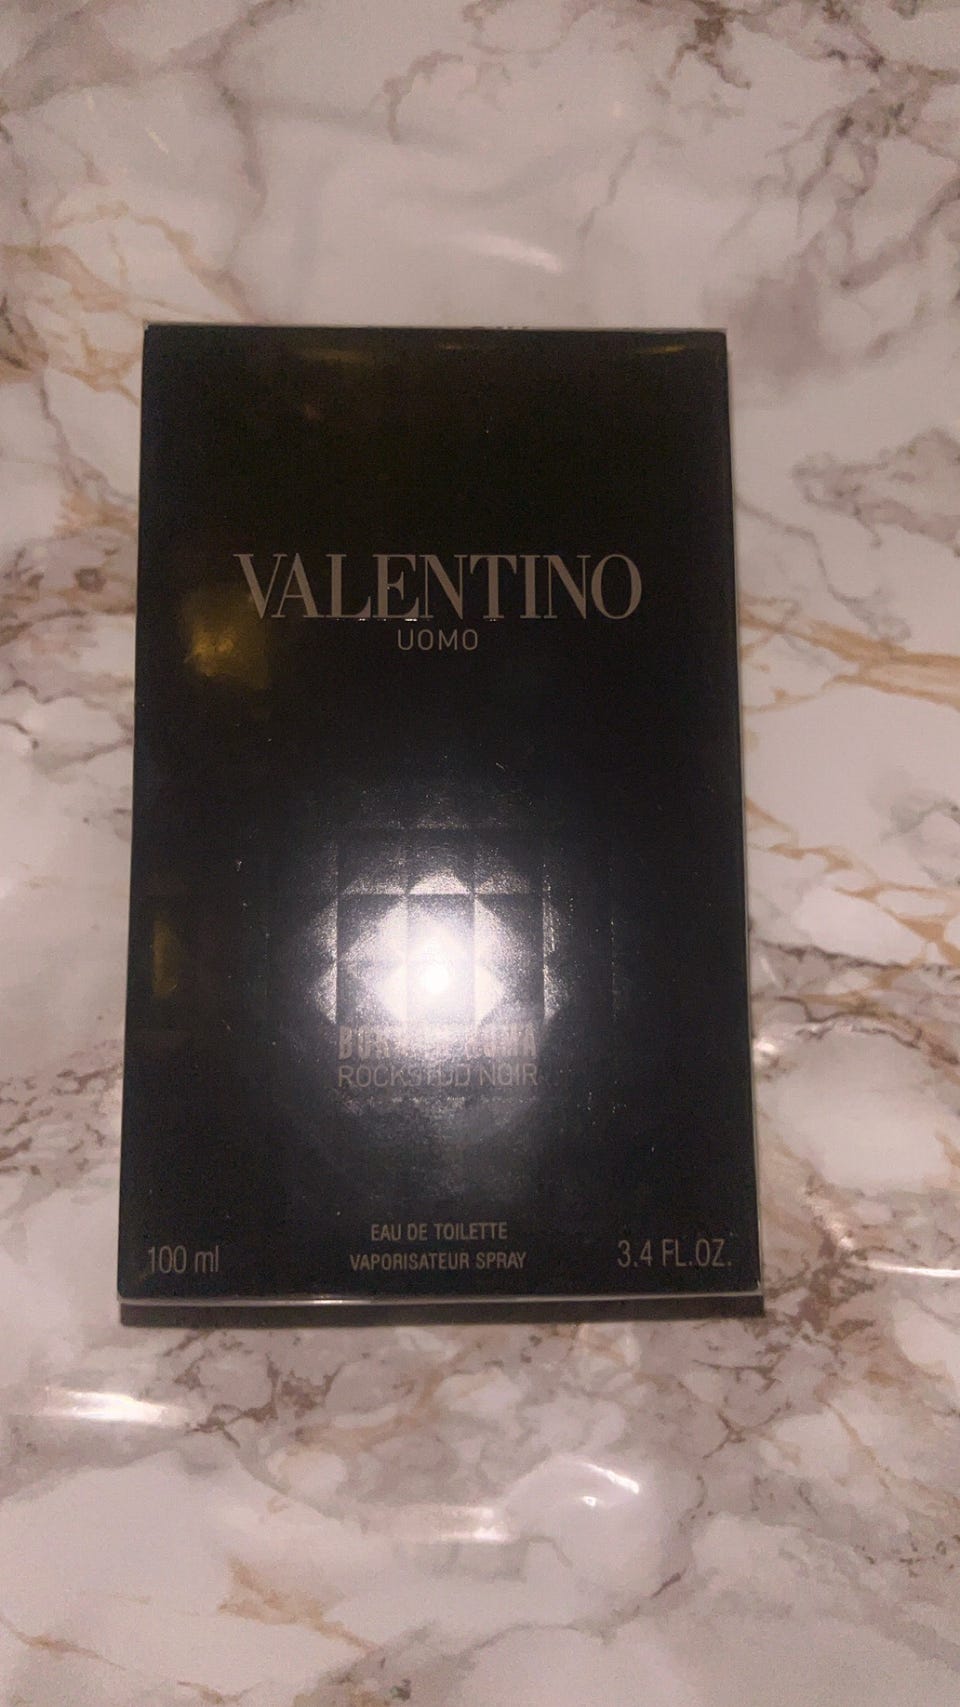 VALENTINO
UOMO
ROCKSTUD NOIR
EAU DE TOILETTE
100 ml VAPORISATEUR SPRAY 3.4 FL.OZ.